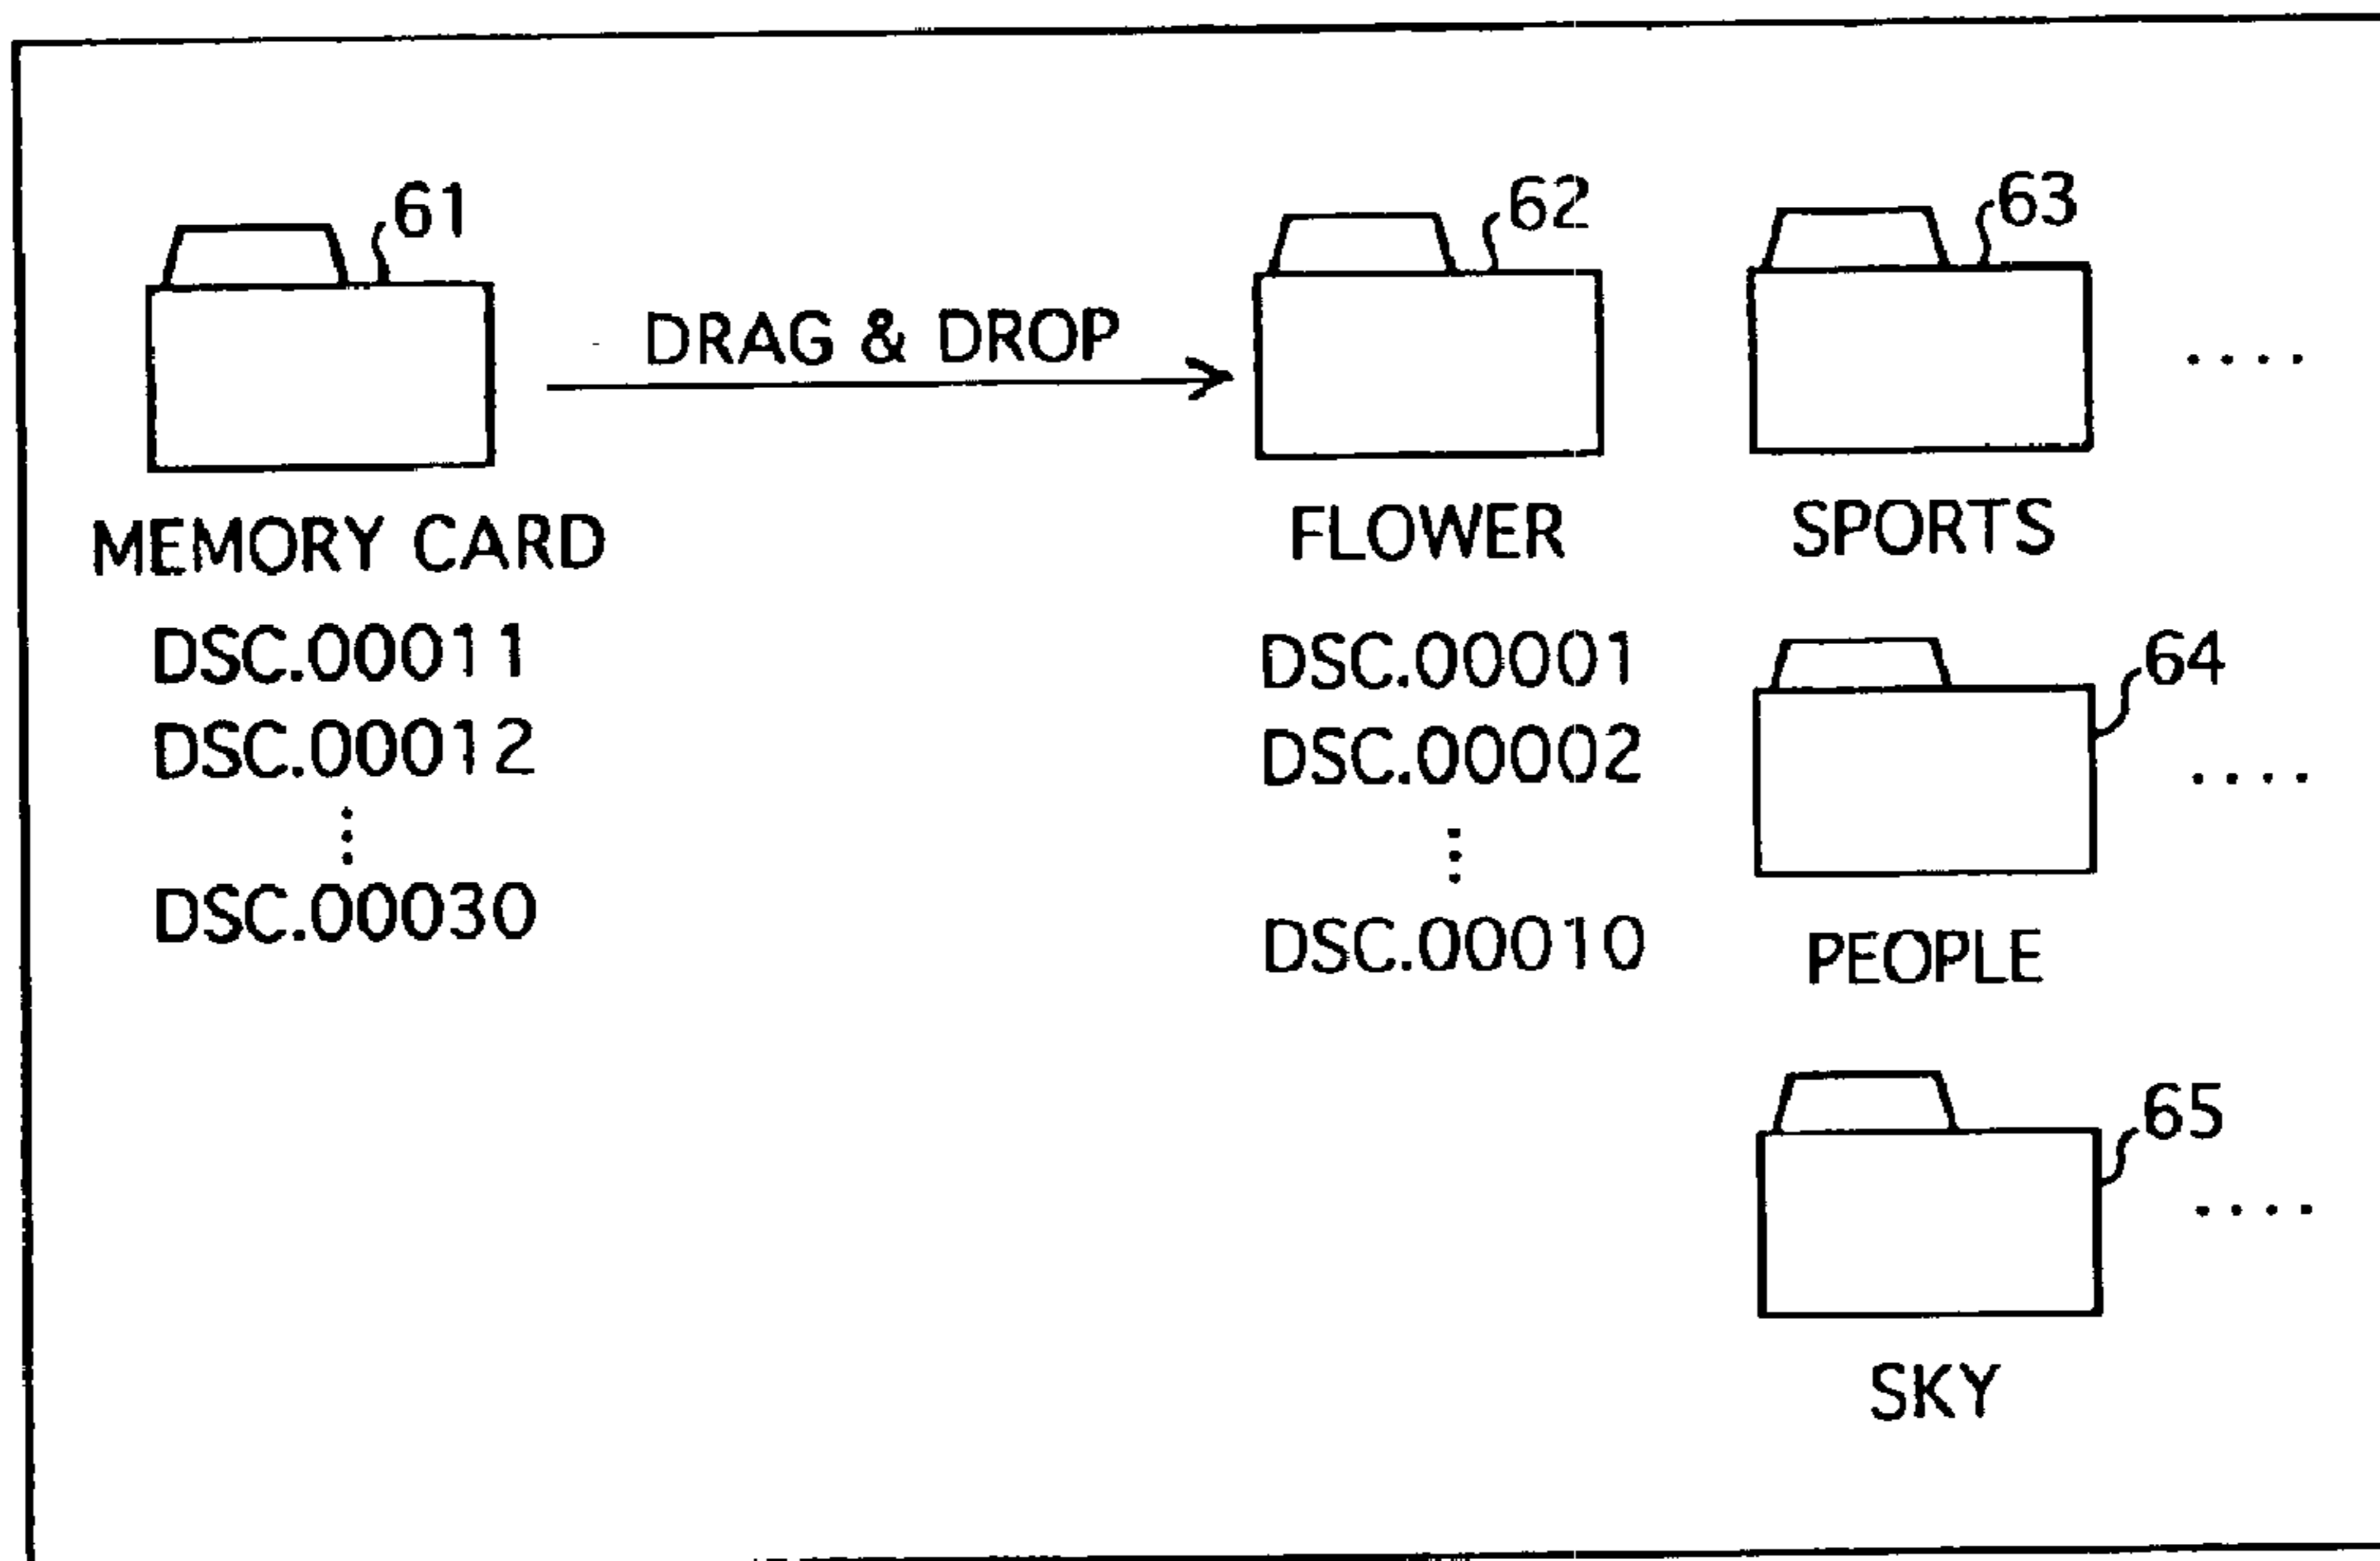 61
62
63
DRAG & DROP
MEMORY CARD
DSC.00011
DSC.00012
DSC.00030
FLOWER
DSC.00001
DSC.00002
DSC.00010
SPORTS
64
PEOPLE
65
SKY